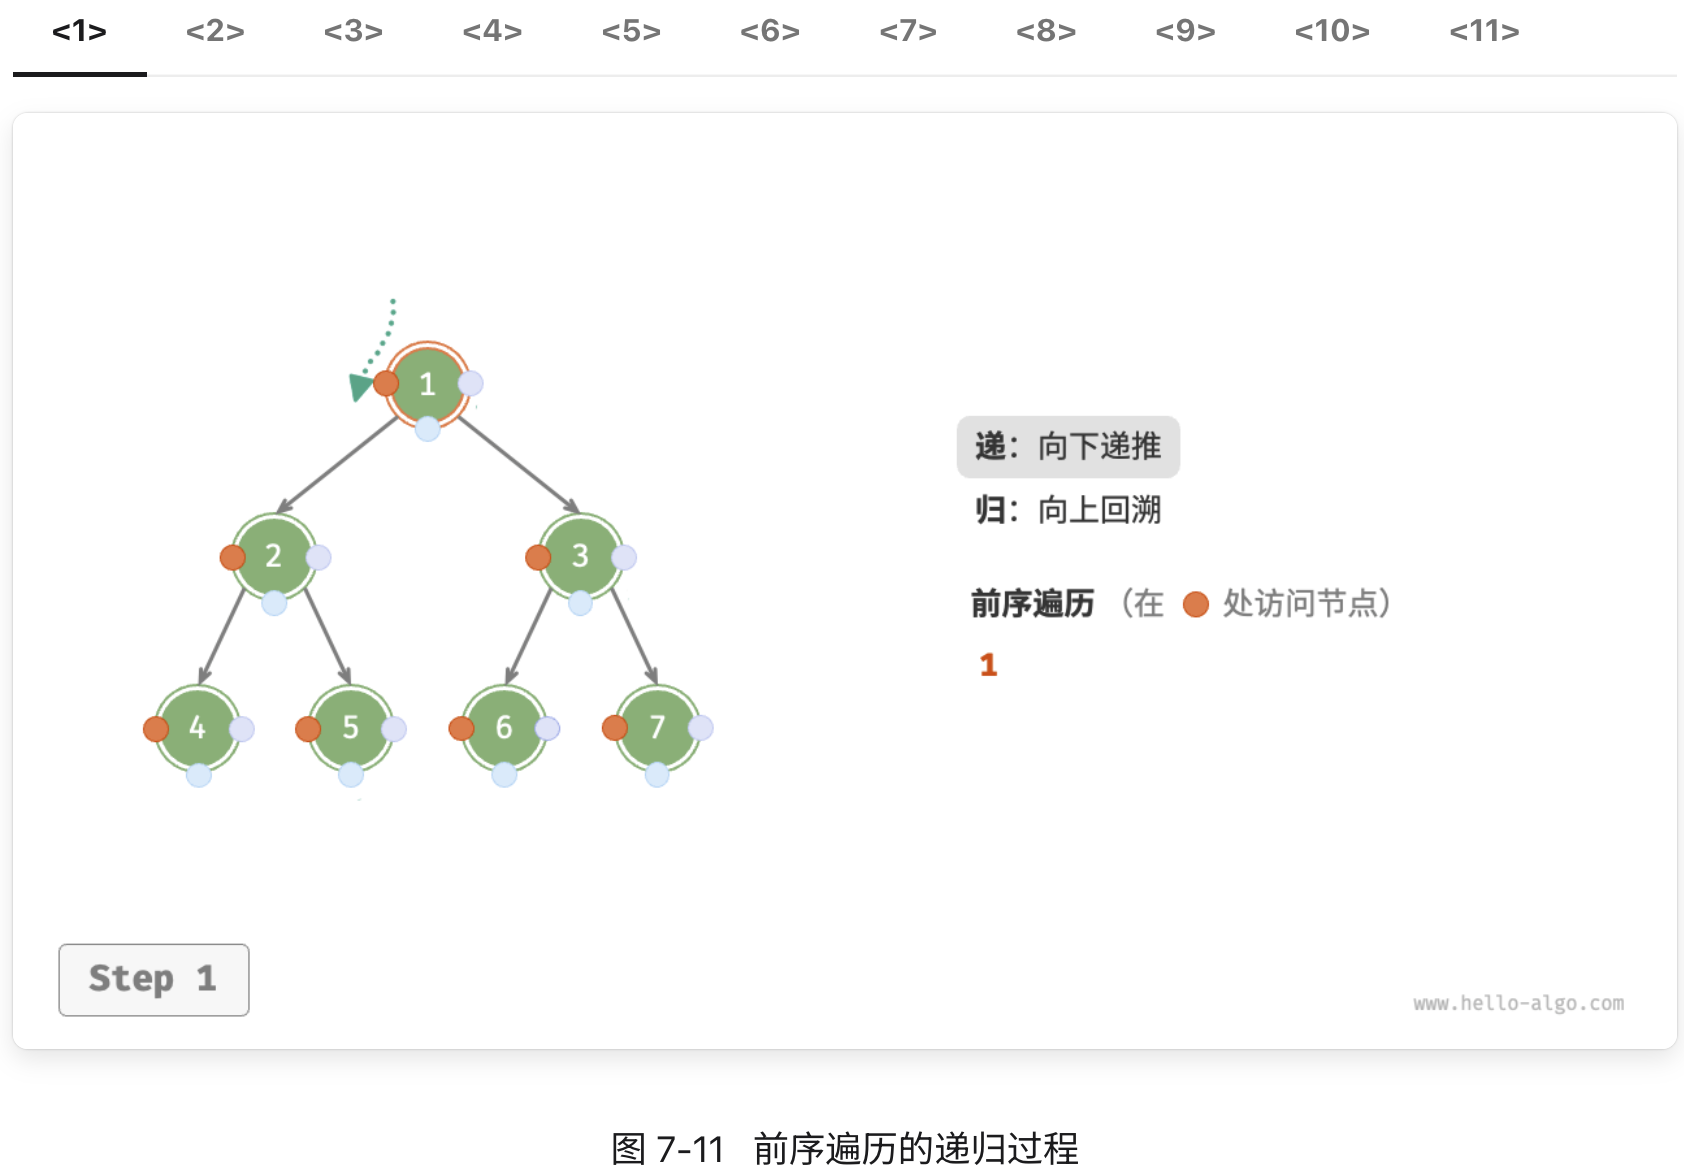 <1> <2> <3> <4> <5> <6> <7> <8> <9> <10> <11>
1
2 3
4 5 6 7
递：向下递推
归：向上回溯
前序遍历（在 处访问节点）
1
Step 1
www.hello-algo.com
图 7-11 前序遍历的递归过程